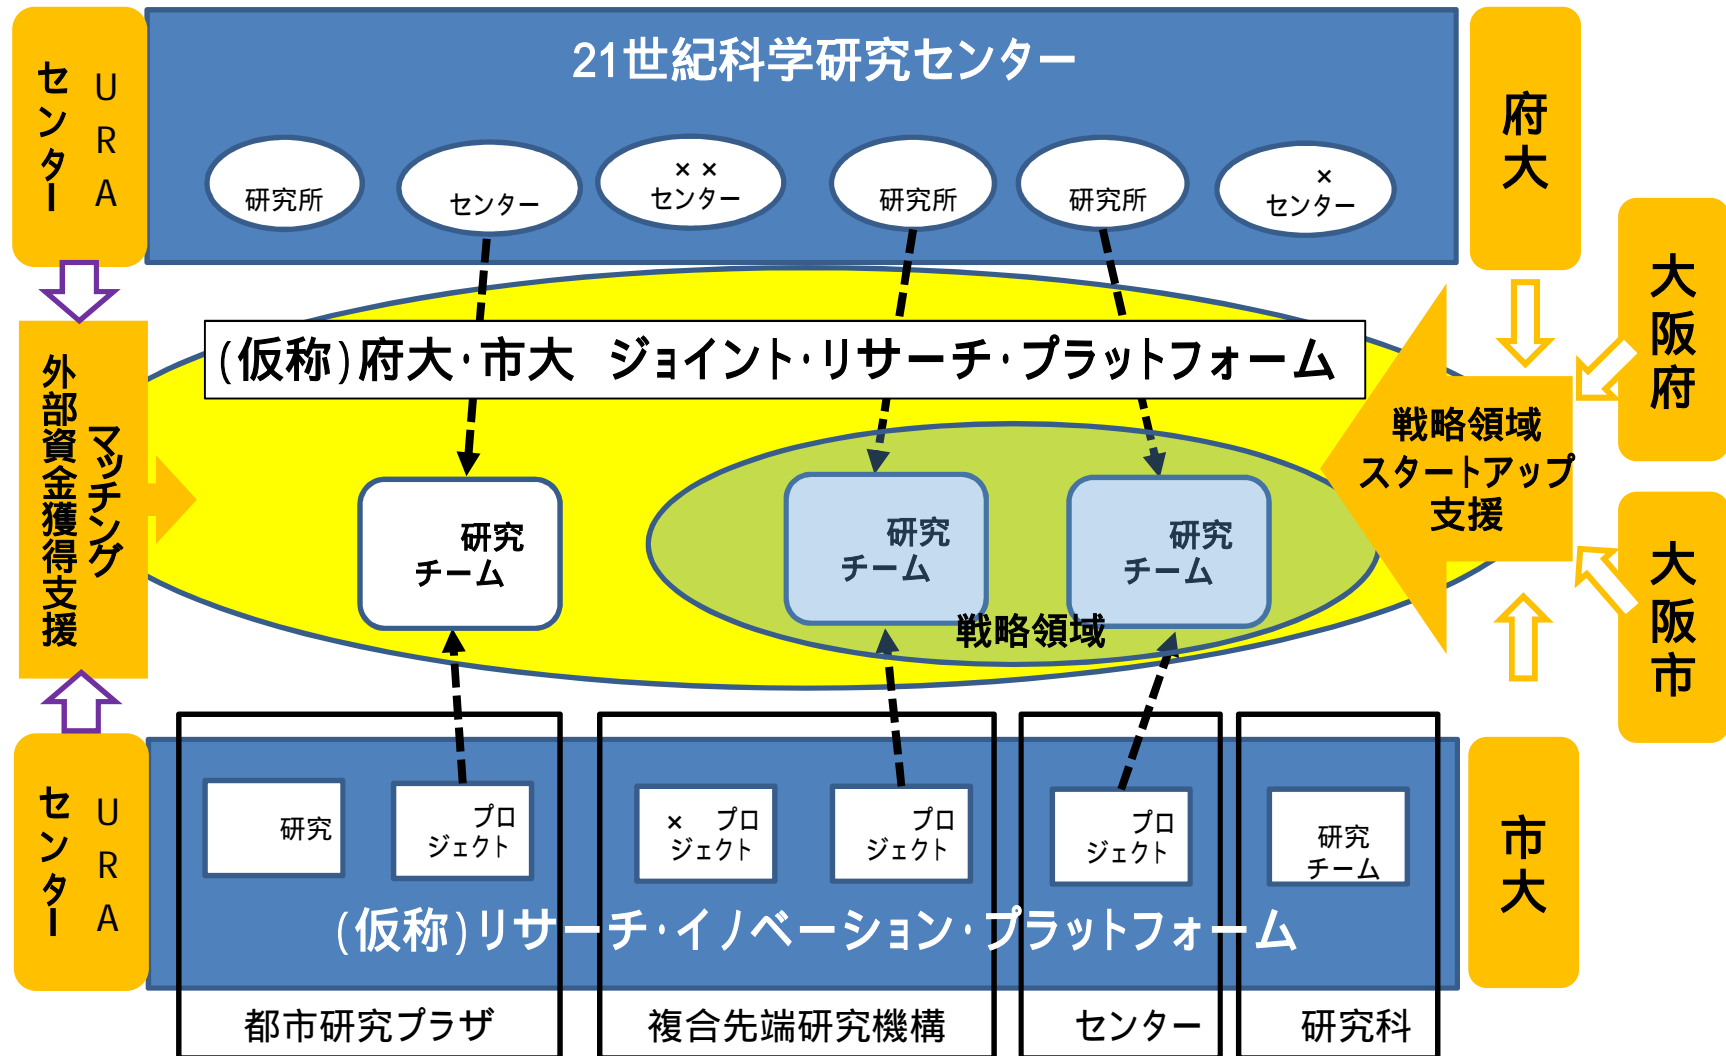 URA
センター
21世紀科学研究センター
府大
研究所
センター
××
センター
研究所
研究所
×
センター
大阪府
(仮称)府大・市大 ジョイント・リサーチ・プラットフォーム
マッチング
外部資金獲得支援
戦略領域
スタートアップ
支援
研究
チーム
研究
チーム
研究
チーム
戦略領域
大阪市
URA
センター
研究
プロ
ジェクト
× プロ
ジェクト
プロ
ジェクト
プロ
ジェクト
研究
チーム
市大
(仮称)リサーチ・イノベーション・プラットフォーム
都市研究プラザ
複合先端研究機構
センター
研究科